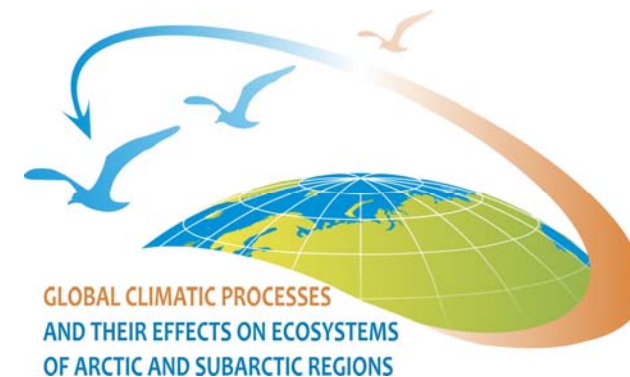 GLOBAL CLIMATIC PROCESSES
AND THEIR EFFECTS ON ECOSYSTEMS
OF ARCTIC AND SUBARCTIC REGIONS